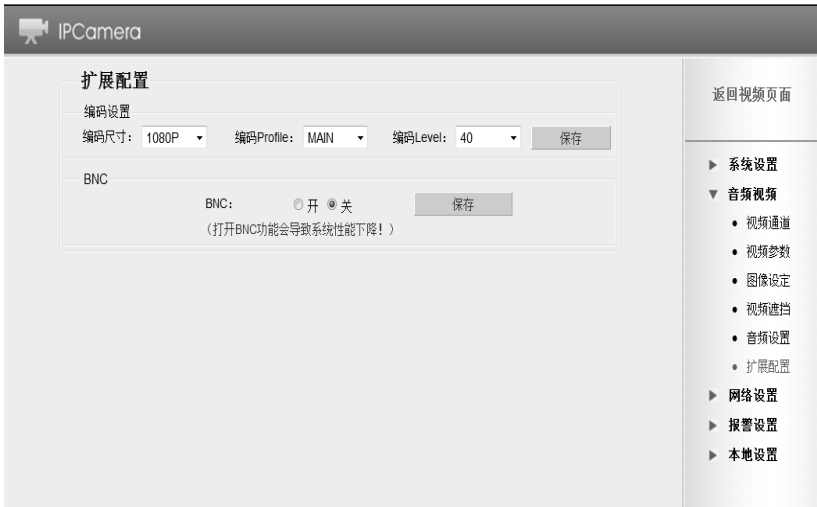 IPCamera
扩展配置
编码设置
编码尺寸： 1080P 编码Profile： MAIN 编码Level： 40 保存
BNC
BNC： 开 关 保存
（打开BNC功能会导致系统性能下降！）
返回视频页面
系统设置
音频视频
视频通道
视频参数
图像设定
视频遮挡
音频设置
扩展配置
网络设置
报警设置
本地设置